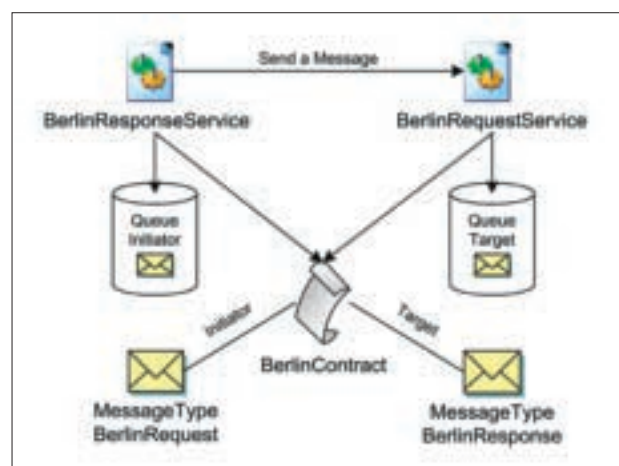 Send a Message
BerlinResponseService
BerlinRequestService
Queue
Initiator
Queue
Target
Initiator
Target
BerlinContract
MessageType
BerlinRequest
MessageType
BerlinResponse